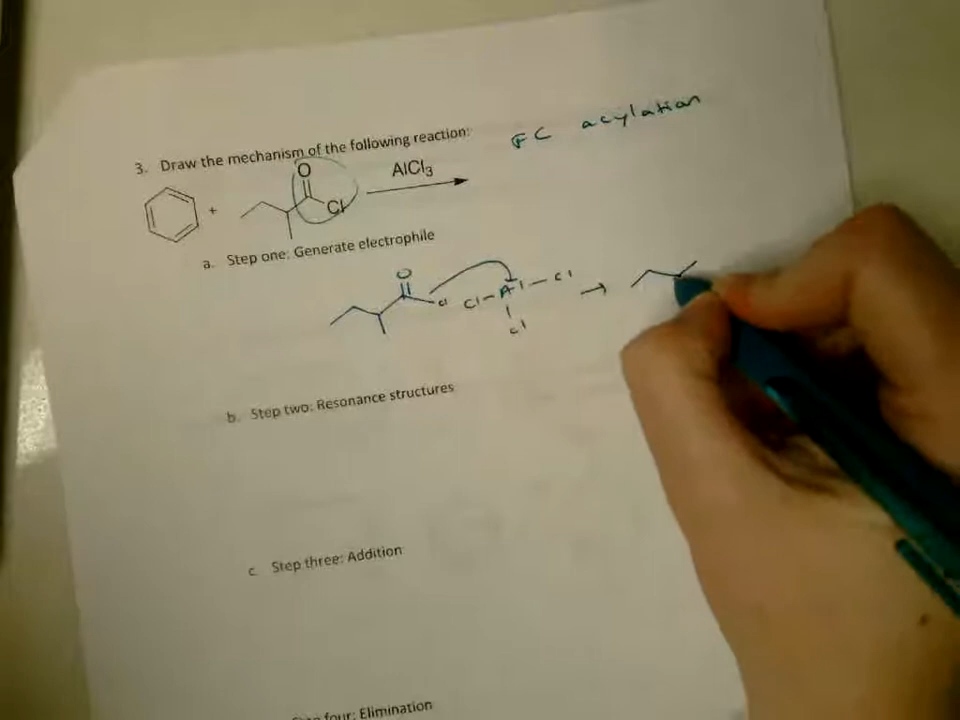 FC acylation
3. Draw the mechanism of the following reaction:
O
AlCl3
+
Cl
a. Step one: Generate electrophile
O
Cl Cl-Al-Cl
Cl
b. Step two: Resonance structures
c. Step three: Addition
four: Elimination